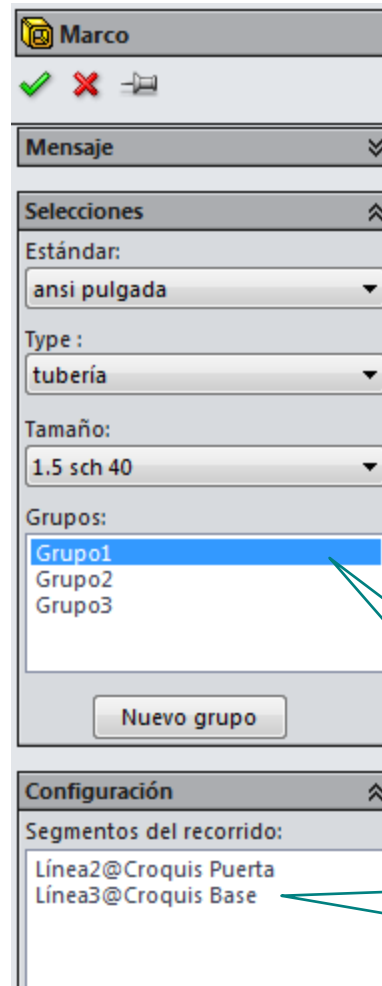 Marco
Mensaje
Selecciones
Estándar:
ansi pulgada
Type :
tubería
Tamaño:
1.5 sch 40
Grupos:
Grupo1
Grupo2
Grupo3
Nuevo grupo
Configuración
Segmentos del recorrido:
Línea2@Croquis Puerta
Línea3@Croquis Base